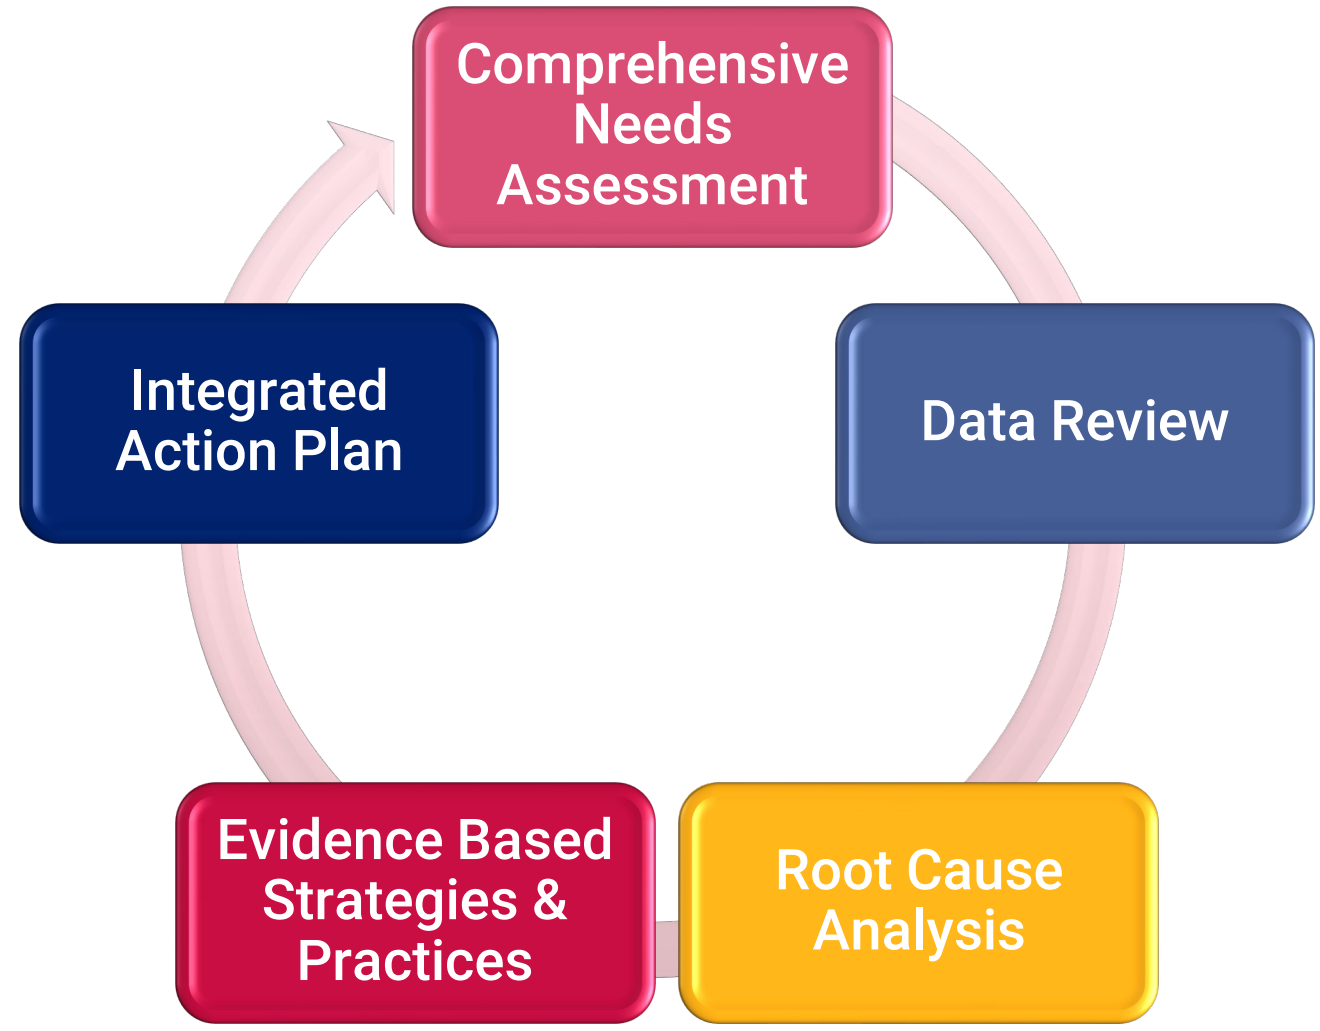 Comprehensive
Needs
Assessment
Data Review
Root Cause
Analysis
Evidence Based
Strategies &
Practices
Integrated
Action Plan